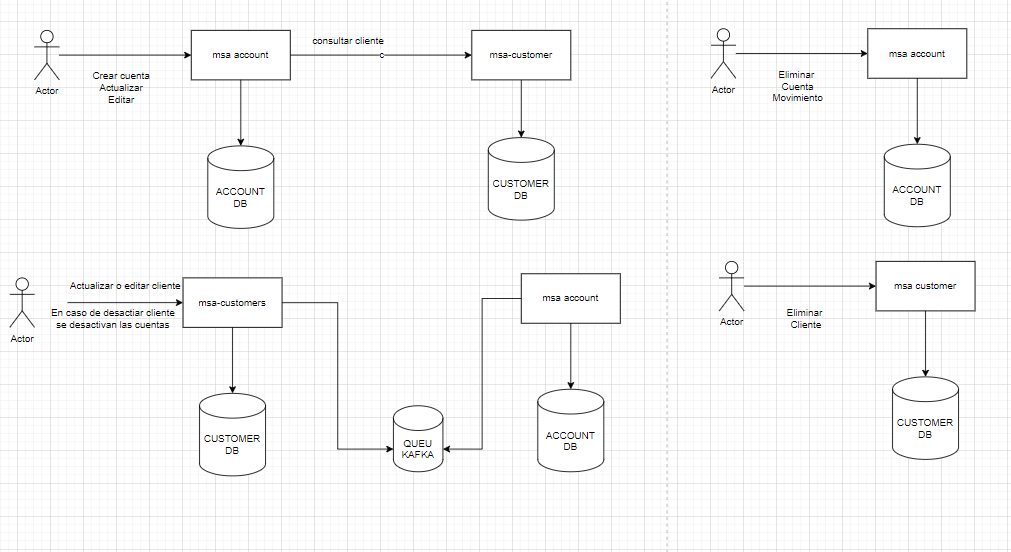 Actor
Crear cuenta
Actualizar
Editar
msa account
consultar cliente
c
msa-customer
ACCOUNT
DB
CUSTOMER
DB
Actor
Eliminar
Cuenta
Movimiento
msa account
ACCOUNT
DB
Actor
Actualizar o editar cliente
En caso de desactiar cliente
se desactivan las cuentas
msa-customers
msa account
CUSTOMER
DB
QUEU
KAFKA
ACCOUNT
DB
Actor
Eliminar
Cliente
msa customer
CUSTOMER
DB